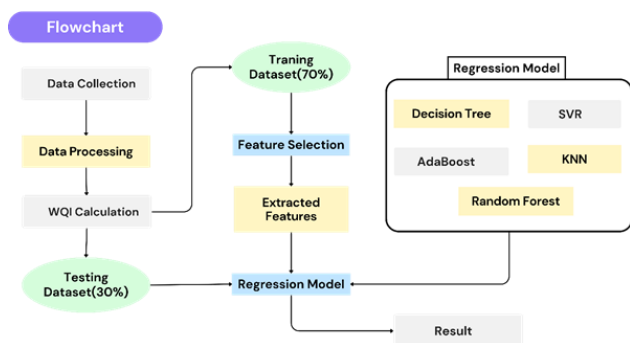 Flowchart
Data Collection
Data Processing
WQI Calculation
Testing
Dataset(30%)
Traning
Dataset(70%)
Feature Selection
Extracted
Features
Regression Model
Result
Regression Model
Decision Tree
SVR
AdaBoost
KNN
Random Forest